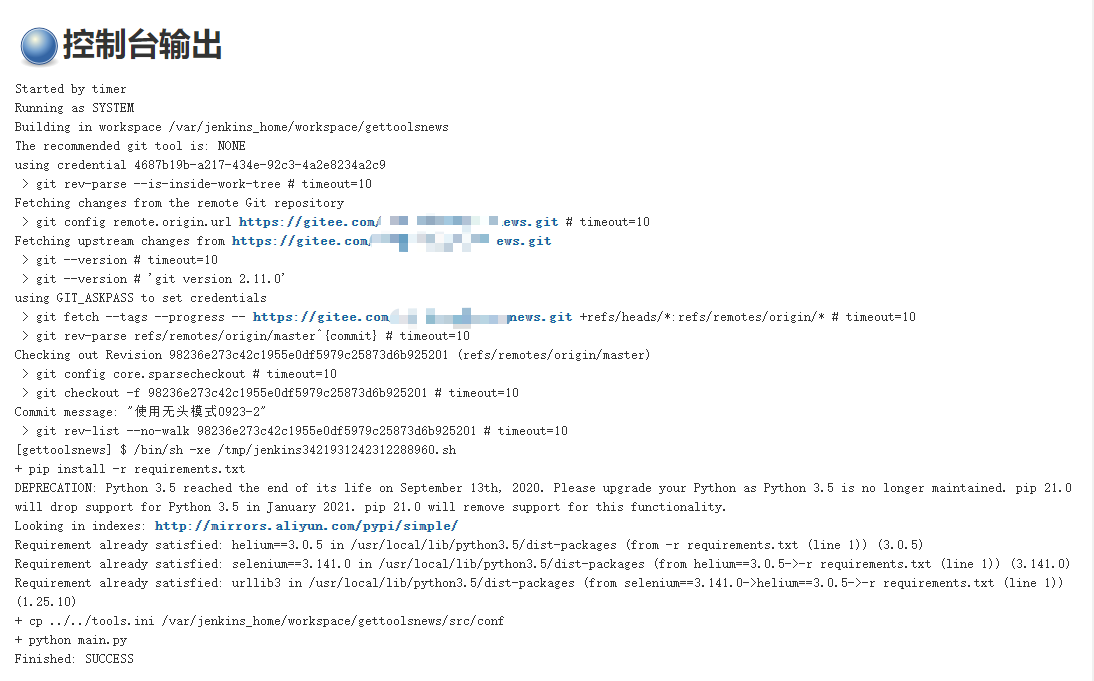 控制台输出
Started by timer
Running as SYSTEM
Building in workspace /var/jenkins_home/workspace/gettoolsnews
The recommended git tool is: NONE
using credential 4687b19b-a217-434e-92c3-4a2e8234a2c9
> git rev-parse --is-inside-work-tree # timeout=10
Fetching changes from the remote Git repository
> git config remote.origin.url https://gitee.com/ ews.git # timeout=10
Fetching upstream changes from https://gitee.com/ ews.git
> git --version # timeout=10
> git --version # 'git version 2.11.0'
using GIT_ASKPASS to set credentials
> git fetch --tags --progress -- https://gitee.com news.git +refs/heads/*:refs/remotes/origin/* # timeout=10
> git rev-parse refs/remotes/origin/master^{commit} # timeout=10
Checking out Revision 98236e273c42c1955e0df5979c25873d6b925201 (refs/remotes/origin/master)
> git config core.sparsecheckout # timeout=10
> git checkout -f 98236e273c42c1955e0df5979c25873d6b925201 # timeout=10
Commit message: "使用无头模式0923-2"
> git rev-list --no-walk 98236e273c42c1955e0df5979c25873d6b925201 # timeout=10
[gettoolsnews] $ /bin/sh -xe /tmp/jenkins3421931242312288960.sh
+ pip install -r requirements.txt
DEPRECATION: Python 3.5 reached the end of its life on September 13th, 2020. Please upgrade your Python as Python 3.5 is no longer maintained. pip 21.0
will drop support for Python 3.5 in January 2021. pip 21.0 will remove support for this functionality.
Looking in indexes: http://mirrors.aliyun.com/pypi/simple/
Requirement already satisfied: helium==3.0.5 in /usr/local/lib/python3.5/dist-packages (from -r requirements.txt (line 1)) (3.0.5)
Requirement already satisfied: selenium==3.141.0 in /usr/local/lib/python3.5/dist-packages (from helium==3.0.5->-r requirements.txt (line 1)) (3.141.0)
Requirement already satisfied: urllib3 in /usr/local/lib/python3.5/dist-packages (from selenium==3.141.0->helium==3.0.5->-r requirements.txt (line 1))
(1.25.10)
+ cp ../../tools.ini /var/jenkins_home/workspace/gettoolsnews/src/conf
+ python main.py
Finished: SUCCESS